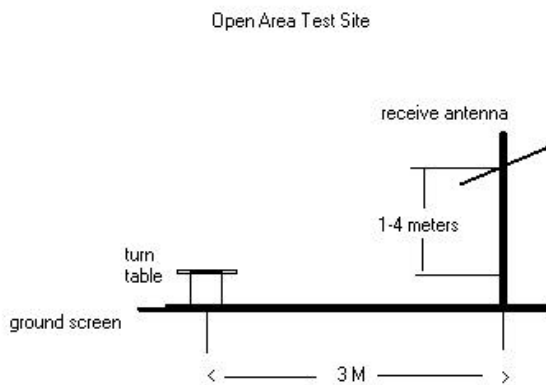 Open Area Test Site
receive antenna
1-4 meters
turn
table
ground screen
3 M